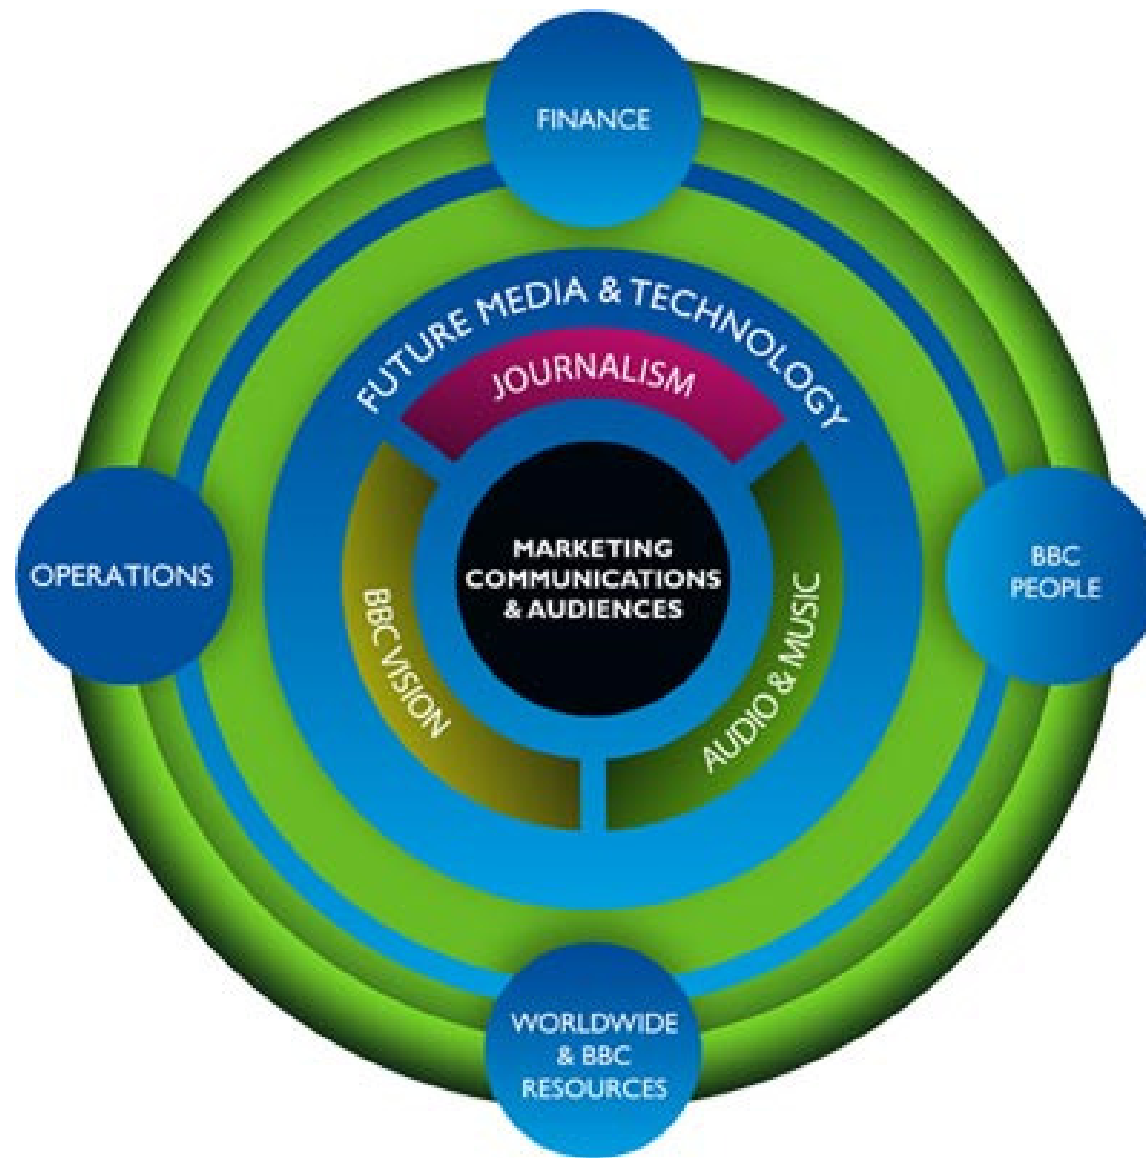 FINANCE
FUTURE MEDIA & TECHNOLOGY
JOURNALISM
OPERATIONS
BBC VISION
MARKETING
COMMUNICATIONS
& AUDIENCES
AUDIO & MUSIC
BBC
PEOPLE
WORLDWIDE
& BBC
RESOURCES